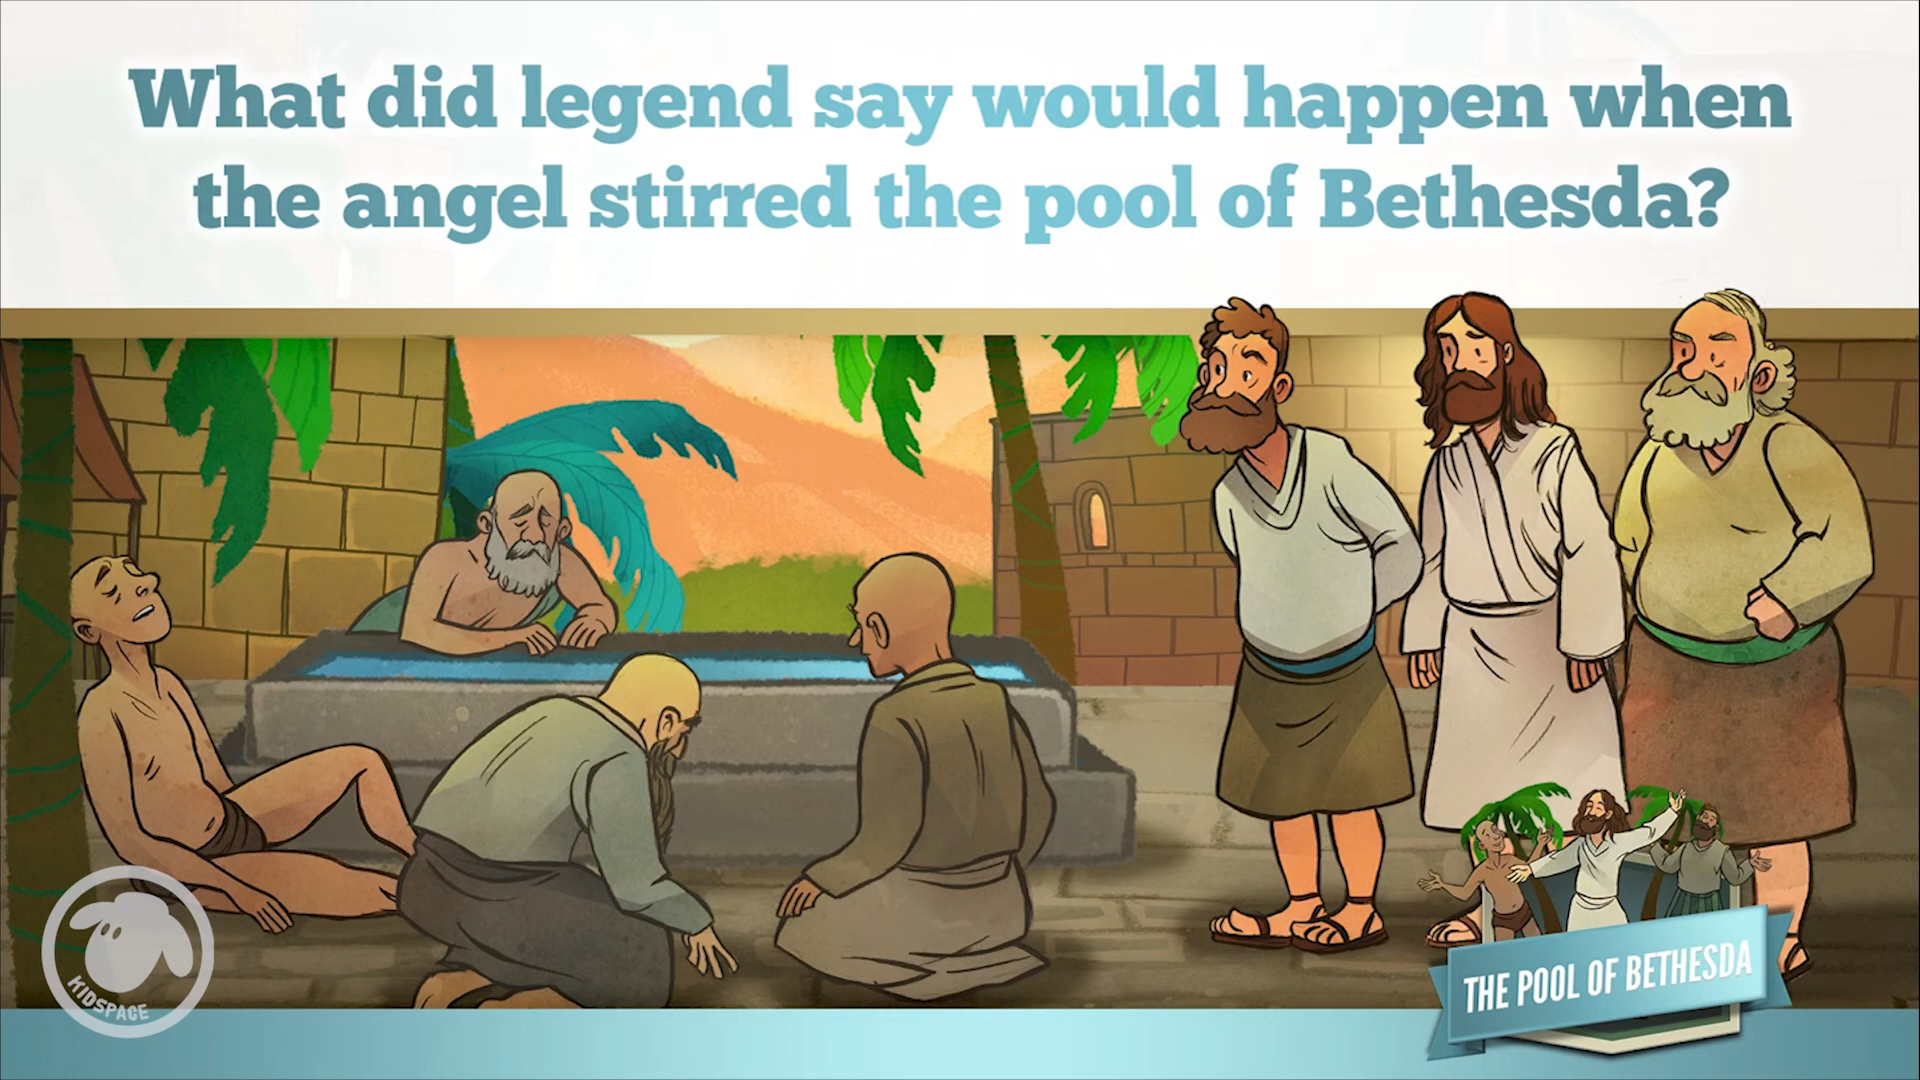 What did legend say would happen when
the angel stirred the pool of Bethesda?
THE POOL OF BETHESDA
KIDSPACE